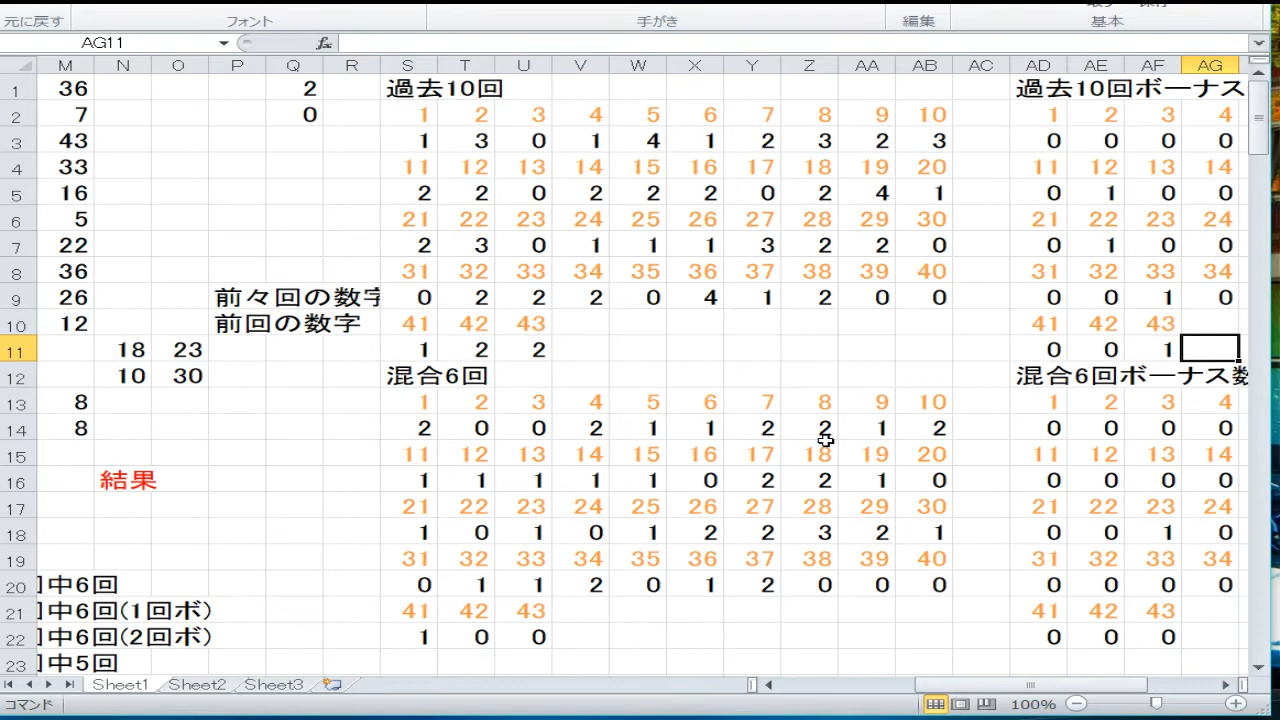 元に戻す フォント 手がき 編集 基本
AG11 fx
M N O P Q R S T U V W X Y Z AA AB AC AD AE AF AG
1 36 2 過去10回 過去10回ボーナス
2 7 0 1 2 3 4 5 6 7 8 9 10 1 2 3 4
3 43 1 3 0 1 4 1 2 3 2 3 0 0 0 0
4 33 11 12 13 14 15 16 17 18 19 20 11 12 13 14
5 16 2 2 0 2 2 2 0 2 4 1 0 1 0 0
6 5 21 22 23 24 25 26 27 28 29 30 21 22 23 24
7 22 2 3 0 1 1 1 3 2 2 0 0 1 0 0
8 36 31 32 33 34 35 36 37 38 39 40 31 32 33 34
9 26 前々回の数字 0 2 2 2 0 4 1 2 0 0 0 0 1 0
10 12 前回の数字 41 42 43 41 42 43
11 18 23 1 2 2 0 0 1
12 10 30 混合6回 混合6回ボーナス数
13 8 1 2 3 4 5 6 7 8 9 10 1 2 3 4
14 8 2 0 0 2 1 1 2 2 1 2 0 0 0 0
15 11 12 13 14 15 16 17 18 19 20 11 12 13 14
16 結果 1 1 1 1 1 0 2 2 1 0 0 0 0 0
17 21 22 23 24 25 26 27 28 29 30 21 22 23 24
18 1 0 1 0 1 2 2 3 2 1 0 0 1 0
19 31 32 33 34 35 36 37 38 39 40 31 32 33 34
20 中6回 0 1 1 2 0 1 2 0 0 0 0 0 0 0
21 中6回(1回ボ) 41 42 43 41 42 43
22 中6回(2回ボ) 1 0 0 0 0 0
23 中5回
Sheet1 Sheet2 Sheet3
コマンド 100%